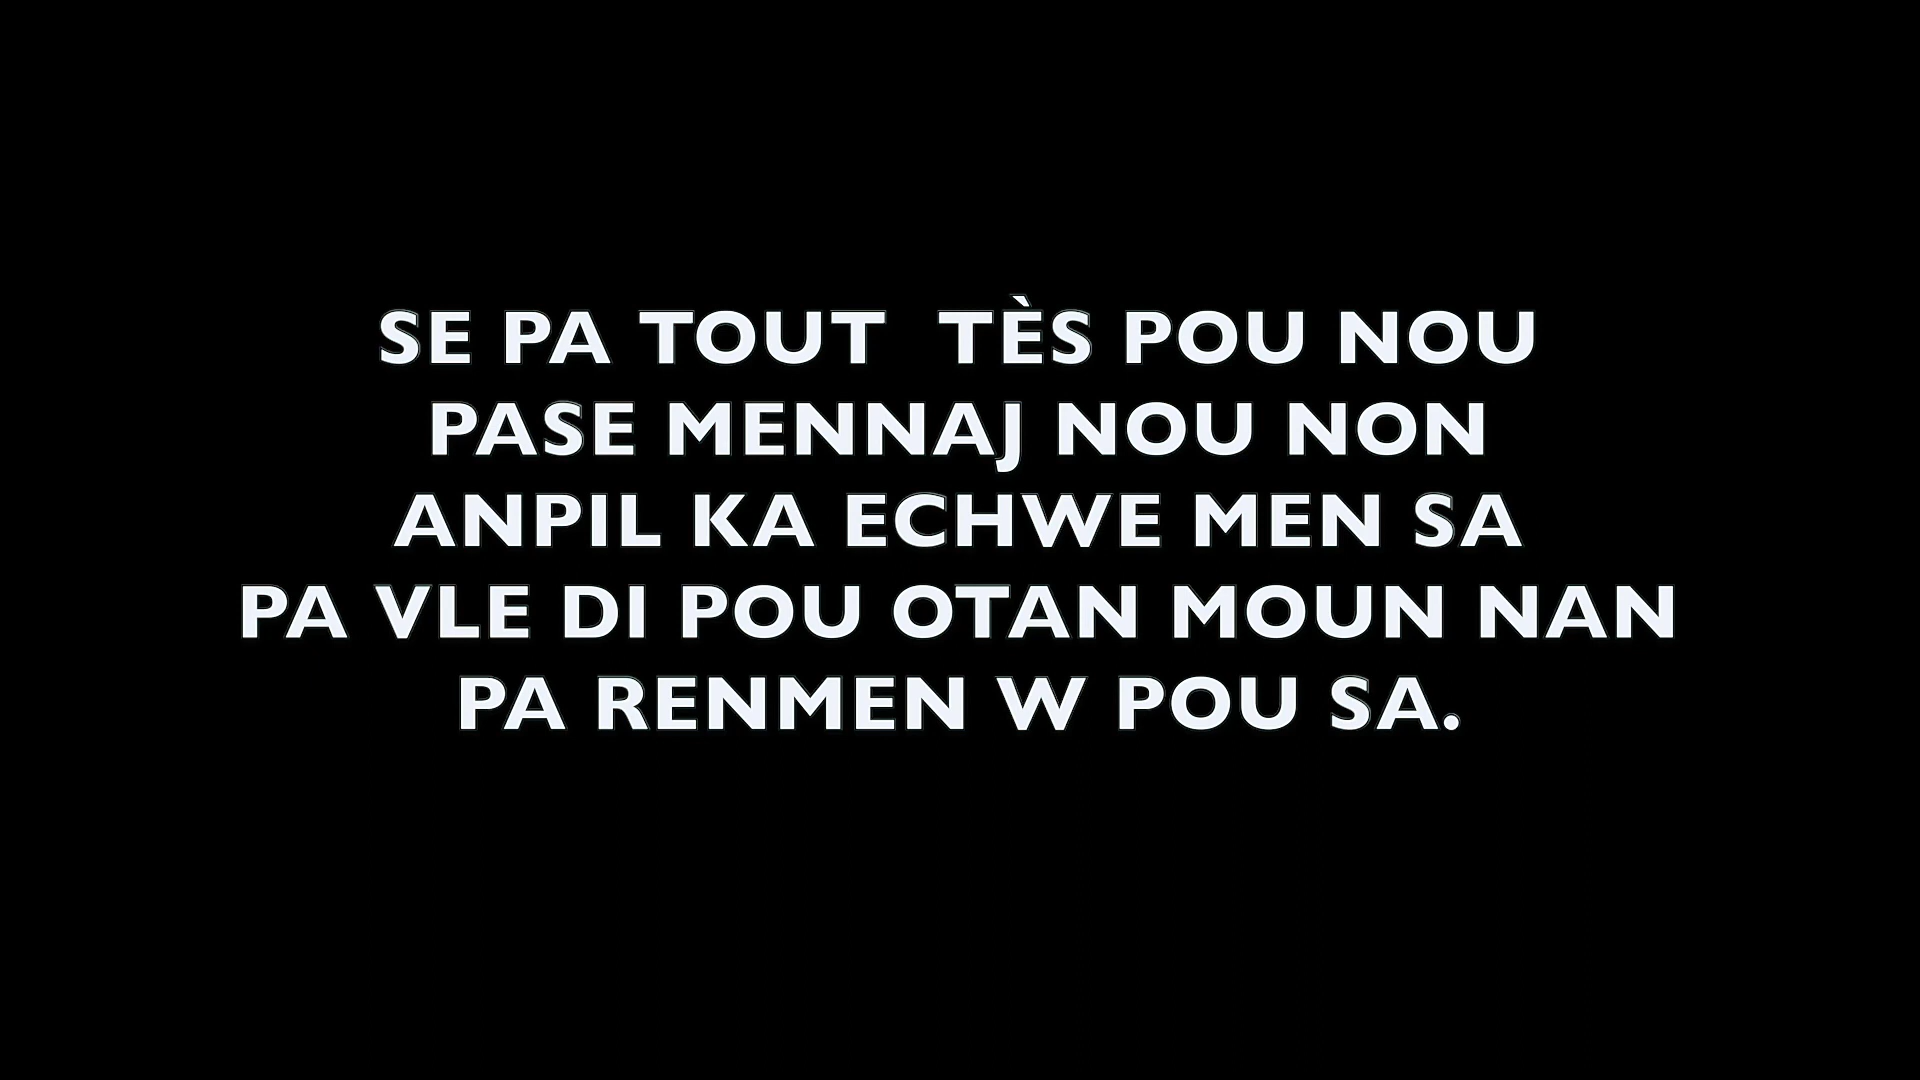 SE PA TOUT  TÈS POU NOU
PASE MENNAJ NOU NON
ANPIL KA ECHWE MEN SA
PA VLE DI POU OTAN MOUN NAN
PA RENMEN W POU SA.